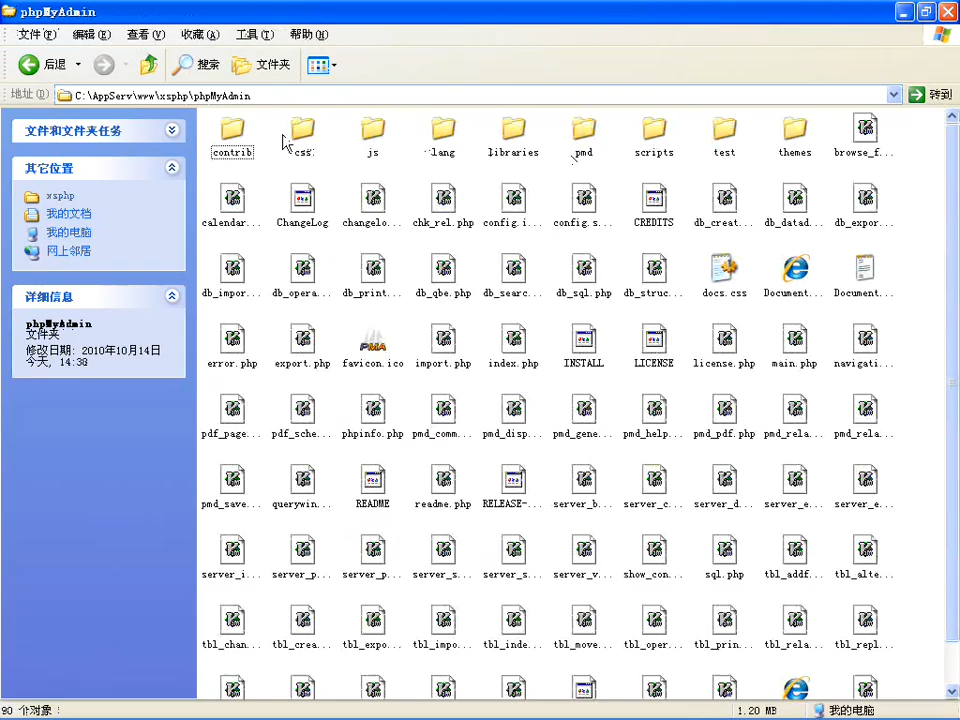 phpMyAdmin
文件(F) 编辑(E) 查看(V) 收藏(A) 工具(T) 帮助(H)
后退 搜索 文件夹
地址(D) C:\AppServ\www\xsphp\phpMyAdmin 转到
文件和文件夹任务
其它位置
xsphp
我的文档
我的电脑
网上邻居
详细信息
phpMyAdmin
文件夹
修改日期: 2010年10月14日
今天, 14:38
contrib css js lang libraries pmd scripts test themes browse_f...
calendar... ChangeLog changelo... chk_rel.php config.i... config.s... CREDITS db_creat... db_datad... db_expor...
db_impor... db_opera... db_print... db_qbe.php db_searc... db_sql.php db_struc... docs.css Document... Document...
error.php export.php favicon.ico import.php index.php INSTALL LICENSE license.php main.php navigati...
pdf_page... pdf_sche... phpinfo.php pmd_comm... pmd_disp... pmd_gene... pmd_help... pmd_pdf.php pmd_rela... pmd_rela...
pmd_save... querywin... README readme.php RELEASE-... server_b... server_c... server_d... server_e... server_e...
server_i... server_p... server_p... server_s... server_s... server_v... show_con... sql.php tbl_addf... tbl_alte...
tbl_chan... tbl_crea... tbl_expo... tbl_impo... tbl_inde... tbl_move... tbl_oper... tbl_prin... tbl_rela... tbl_repl...
90 个对象 1.20 MB 我的电脑